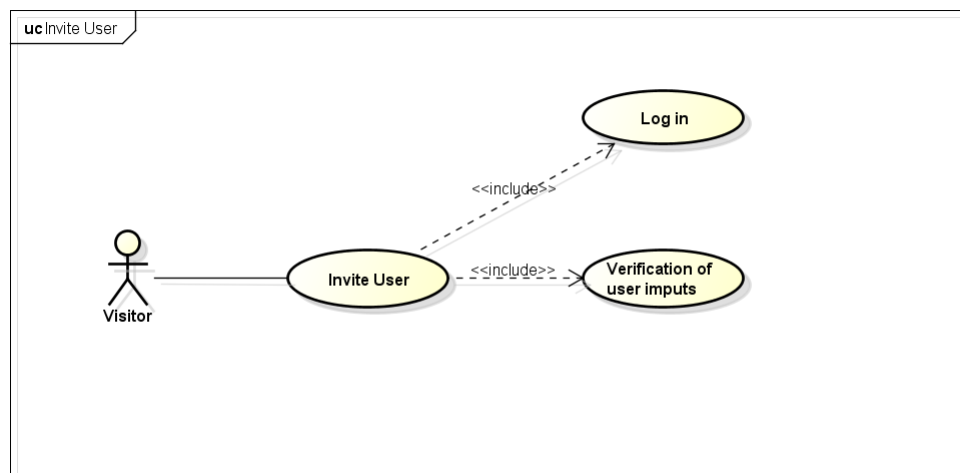 uc Invite User
Log in
<<include>>
<<include>>
Verification of
user imputs
Invite User
Visitor